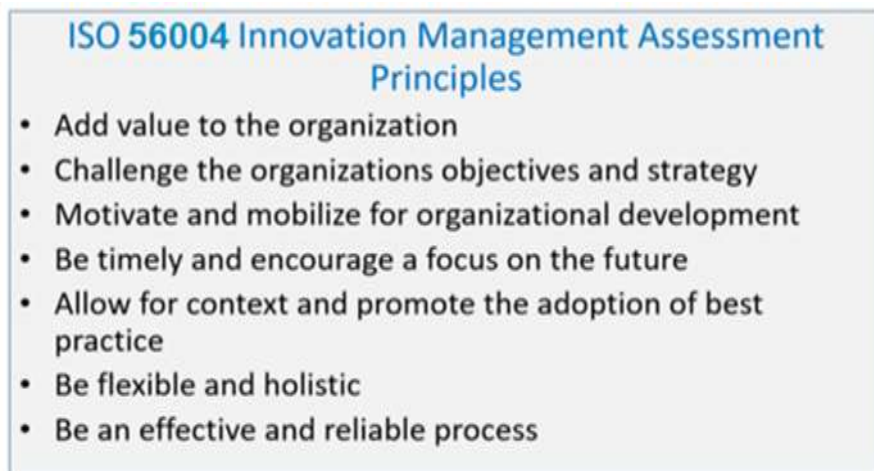 ISO 56004 Innovation Management Assessment
Principles
• Add value to the organization
• Challenge the organizations objectives and strategy
• Motivate and mobilize for organizational development
• Be timely and encourage a focus on the future
• Allow for context and promote the adoption of best
practice
• Be flexible and holistic
• Be an effective and reliable process